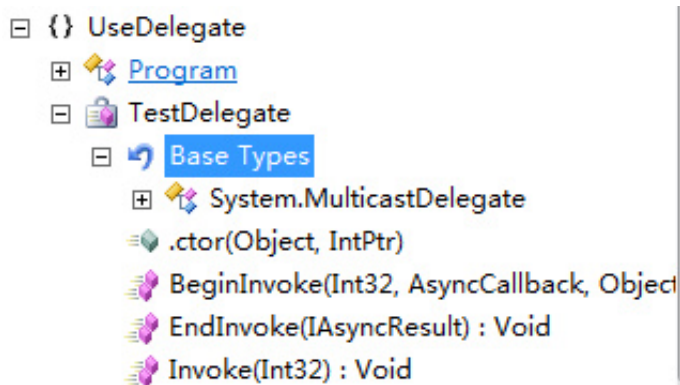 {} UseDelegate
Program
TestDelegate
Base Types
System.MulticastDelegate
.ctor(Object, IntPtr)
BeginInvoke(Int32, AsyncCallback, Object
EndInvoke(IAsyncResult) : Void
Invoke(Int32) : Void